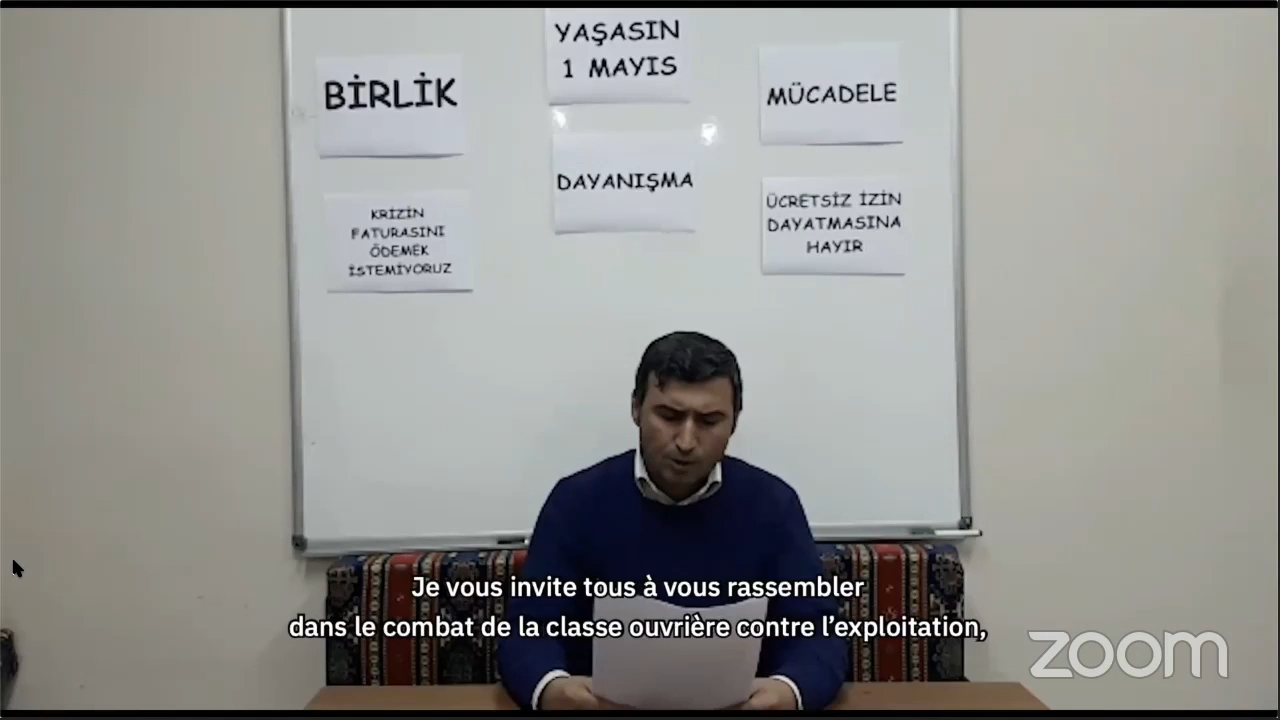 YAŞASIN
1 MAYIS
BİRLİK
MÜCADELE
DAYANIŞMA
KRİZİN
FATURASINI
ÖDEMEK
İSTEMİYORUZ
ÜCRETSİZ İZİN
DAYATMASINA
HAYIR
Je vous invite tous à vous rassembler
dans le combat de la classe ouvrière contre l'exploitation,
zoom